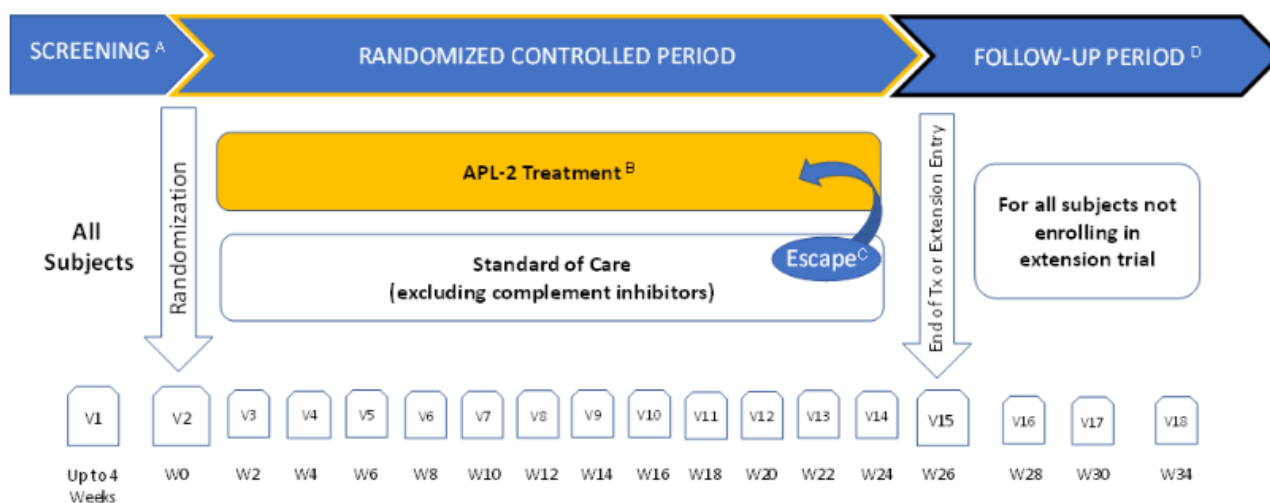 SCREENING A
RANDOMIZED CONTROLLED PERIOD
FOLLOW-UP PERIOD D
All
Subjects
Randomization
APL-2 Treatment B
Standard of Care
(excluding complement inhibitors)
Escape C
End of Tx or Extension Entry
For all subjects not
enrolling in
extension trial
V1 V2 V3 V4 V5 V6 V7 V8 V9 V10 V11 V12 V13 V14 V15 V16 V17 V18
Up to 4
Weeks
W0 W2 W4 W6 W8 W10 W12 W14 W16 W18 W20 W22 W24 W26 W28 W30 W34